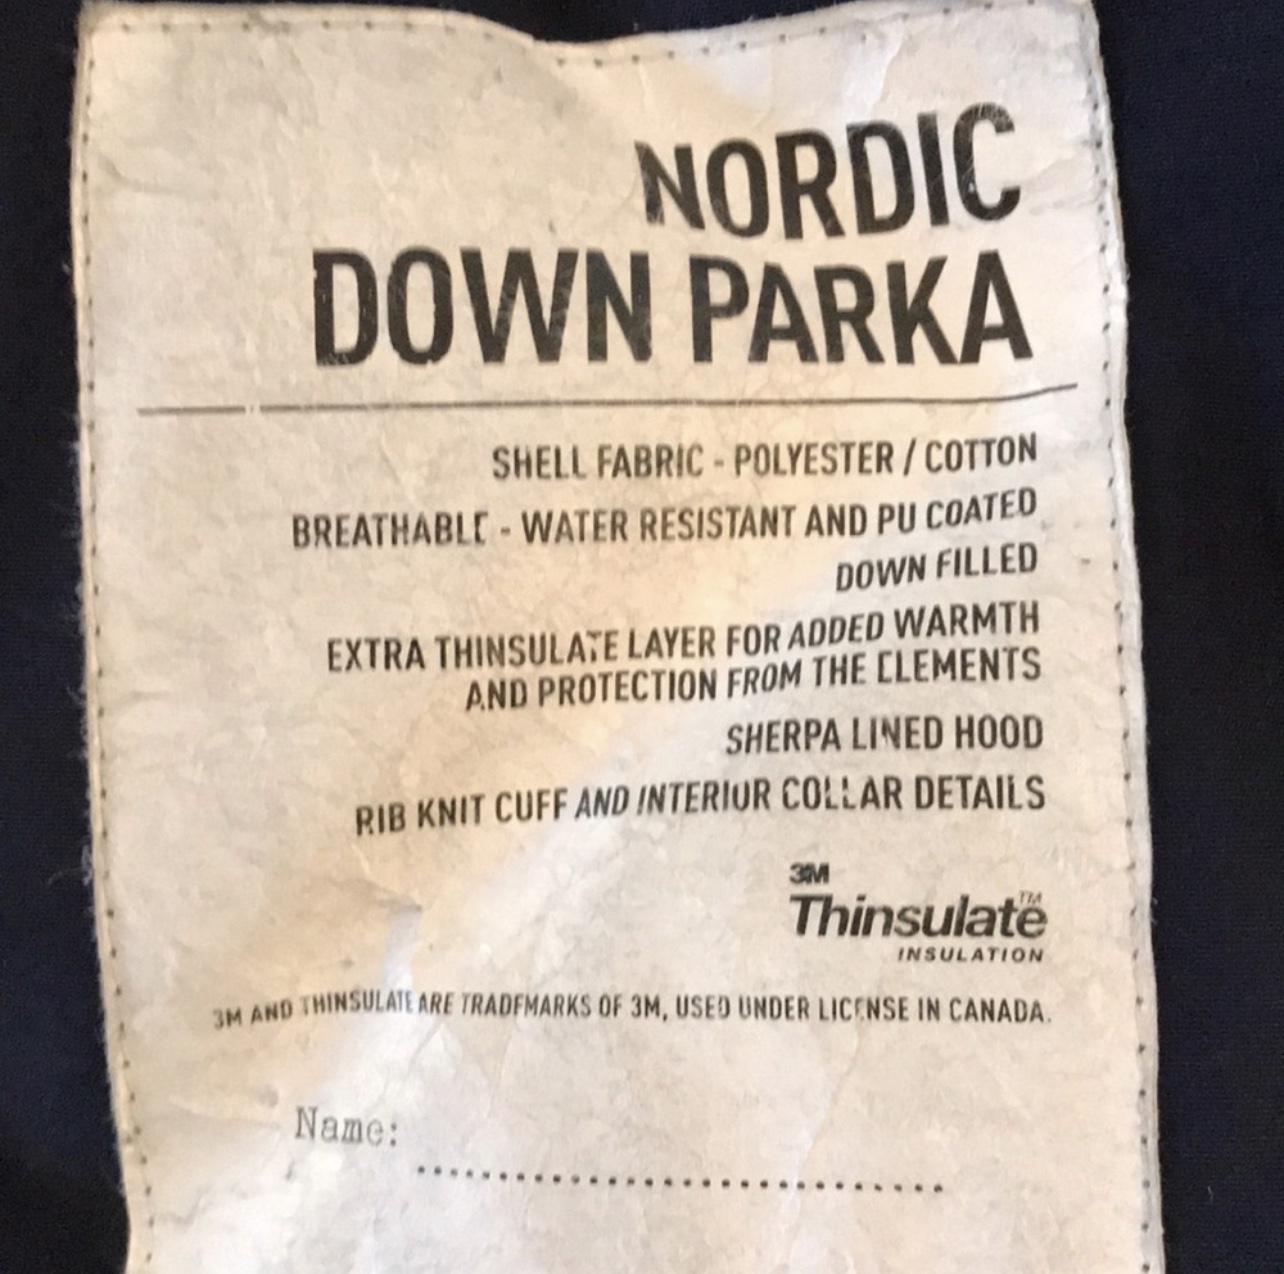 NORDIC
DOWN PARKA
SHELL FABRIC - POLYESTER / COTTON
BREATHABLE - WATER RESISTANT AND PU COATED
DOWN FILLED
EXTRA THINSULATE LAYER FOR ADDED WARMTH
AND PROTECTION FROM THE ELEMENTS
SHERPA LINED HOOD
RIB KNIT CUFF AND INTERIOR COLLAR DETAILS
3M
Thinsulate™
INSULATION
3M AND THINSULATE ARE TRADEMARKS OF 3M, USED UNDER LICENSE IN CANADA.
Name: